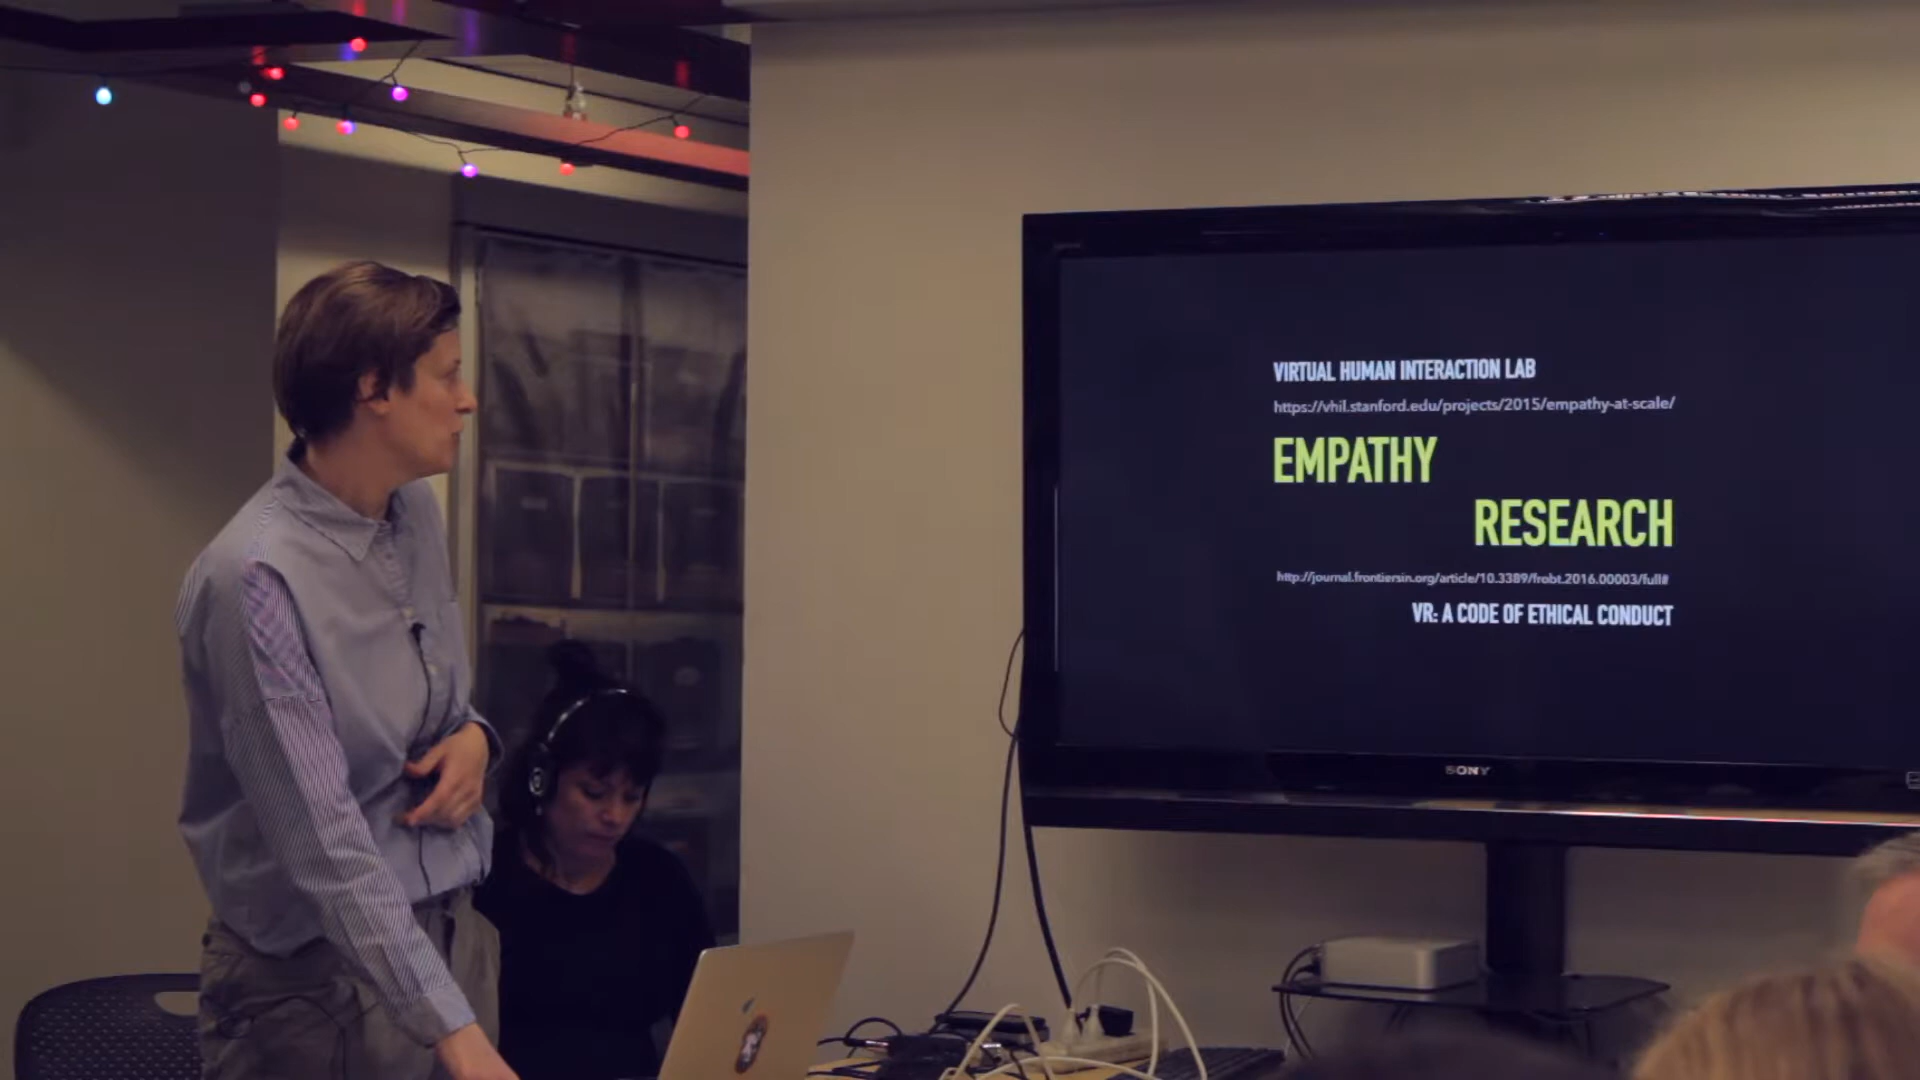 VIRTUAL HUMAN INTERACTION LAB
https://vhil.stanford.edu/projects/2015/empathy-at-scale/
EMPATHY
RESEARCH
http://journal.frontiersin.org/article/10.3389/frobt.2016.00003/full#
VR: A CODE OF ETHICAL CONDUCT
SONY